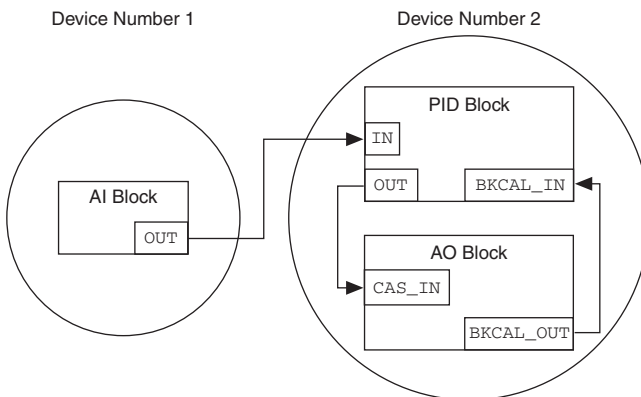 Device Number 1
Device Number 2
PID Block
IN
AI Block
OUT
OUT
BKCAL_IN
AO Block
CAS_IN
BKCAL_OUT